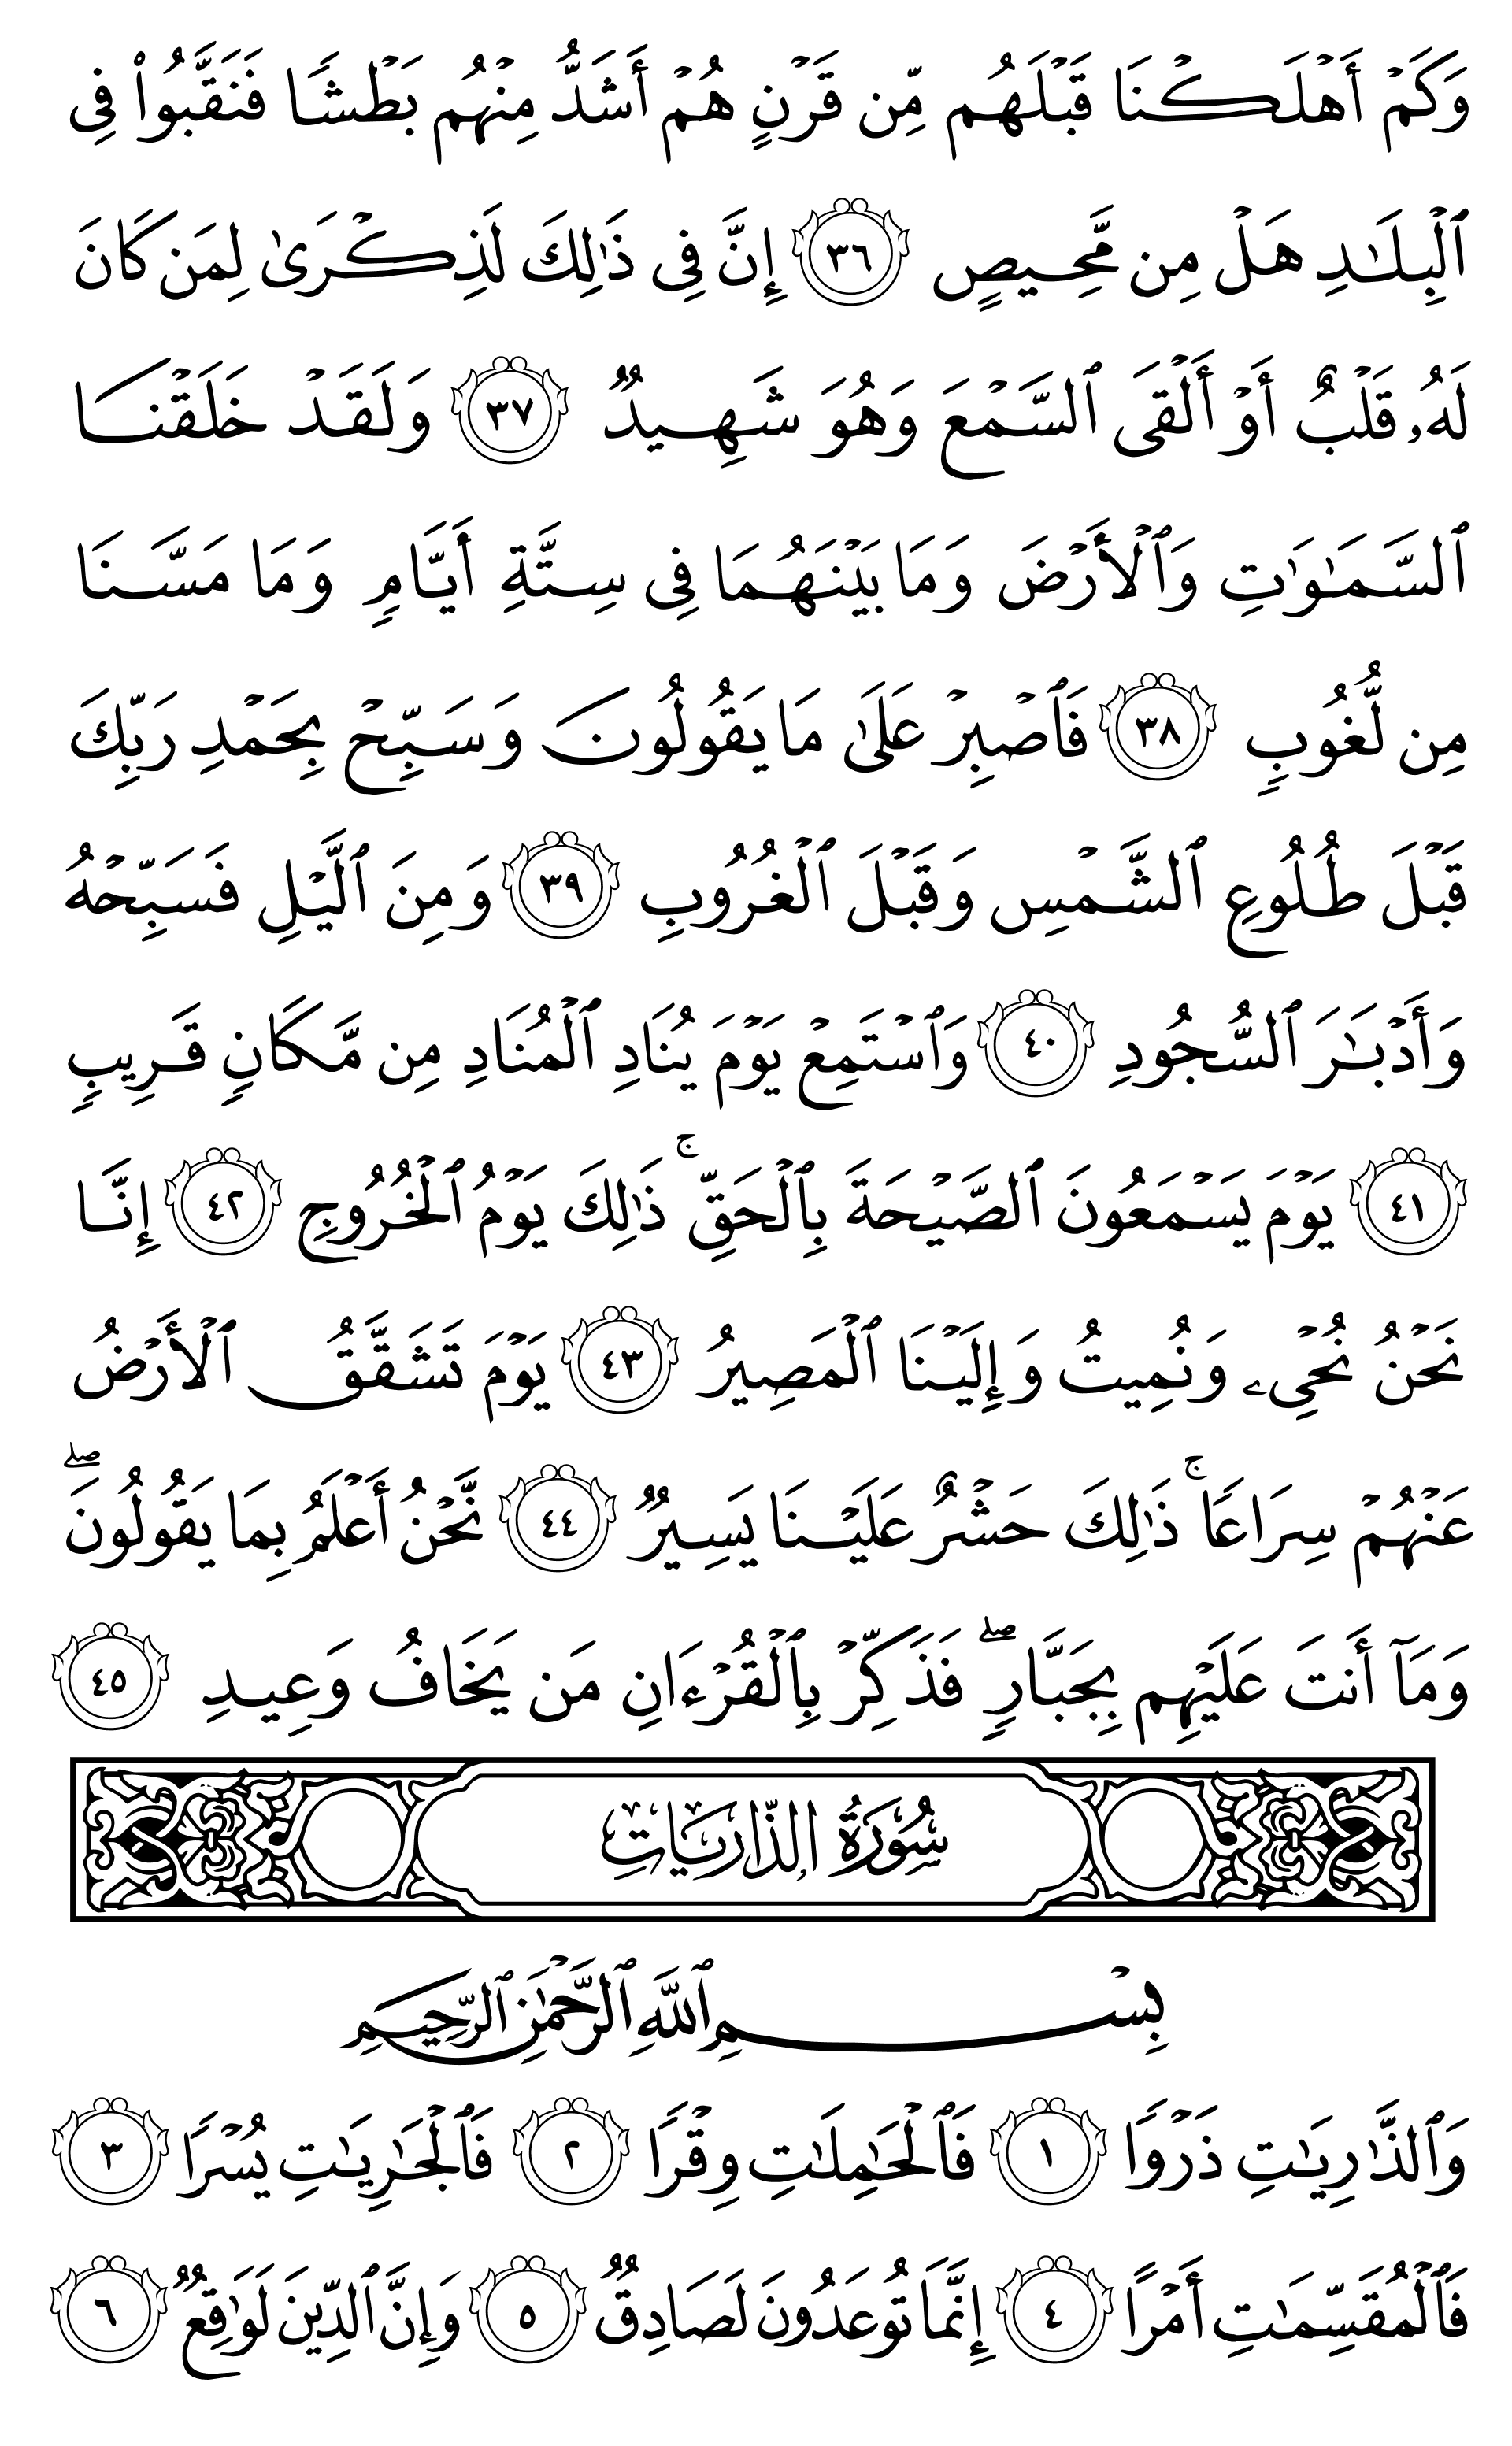 وَكَمۡ أَهۡلَكۡنَا قَبۡلَهُم مِّن قَرۡنٍ هُمۡ أَشَدُّ مِنۡهُم بَطۡشٗا فَنَقَّبُواْ فِي
ٱلۡبِلَٰدِ هَلۡ مِن مَّحِيصٍ ٣٦ إِنَّ فِي ذَٰلِكَ لَذِكۡرَىٰ لِمَن كَانَ
لَهُۥ قَلۡبٌ أَوۡ أَلۡقَى ٱلسَّمۡعَ وَهُوَ شَهِيدٞ ٣٧ وَلَقَدۡ خَلَقۡنَا
ٱلسَّمَٰوَٰتِ وَٱلۡأَرۡضَ وَمَا بَيۡنَهُمَا فِي سِتَّةِ أَيَّامٖ وَمَا مَسَّنَا
مِن لُّغُوبٖ ٣٨ فَٱصۡبِرۡ عَلَىٰ مَا يَقُولُونَ وَسَبِّحۡ بِحَمۡدِ رَبِّكَ
قَبۡلَ طُلُوعِ ٱلشَّمۡسِ وَقَبۡلَ ٱلۡغُرُوبِ ٣٩ وَمِنَ ٱلَّيۡلِ فَسَبِّحۡهُ
وَأَدۡبَٰرَ ٱلسُّجُودِ ٤٠ وَٱسۡتَمِعۡ يَوۡمَ يُنَادِ ٱلۡمُنَادِ مِن مَّكَانٖ قَرِيبٖ
٤١ يَوۡمَ يَسۡمَعُونَ ٱلصَّيۡحَةَ بِٱلۡحَقِّۚ ذَٰلِكَ يَوۡمُ ٱلۡخُرُوجِ ٤٢ إِنَّا
نَحۡنُ نُحۡيِۦ وَنُمِيتُ وَإِلَيۡنَا ٱلۡمَصِيرُ ٤٣ يَوۡمَ تَشَقَّقُ ٱلۡأَرۡضُ
عَنۡهُمۡ سِرَاعٗاۚ ذَٰلِكَ حَشۡرٌ عَلَيۡنَا يَسِيرٞ ٤٤ نَّحۡنُ أَعۡلَمُ بِمَا يَقُولُونَۖ
وَمَآ أَنتَ عَلَيۡهِم بِجَبَّارٖۖ فَذَكِّرۡ بِٱلۡقُرۡءَانِ مَن يَخَافُ وَعِيدِ ٤٥
سُورَةُ الذَّارِيَاتِ
بِسۡمِ ٱللَّهِ ٱلرَّحۡمَٰنِ ٱلرَّحِيمِ
وَٱلذَّٰرِيَٰتِ ذَرۡوٗا ١ فَٱلۡحَٰمِلَٰتِ وِقۡرٗا ٢ فَٱلۡجَٰرِيَٰتِ يُسۡرٗا ٣
فَٱلۡمُقَسِّمَٰتِ أَمۡرًا ٤ إِنَّمَا تُوعَدُونَ لَصَادِقٞ ٥ وَإِنَّ ٱلدِّينَ لَوَٰقِعٞ ٦